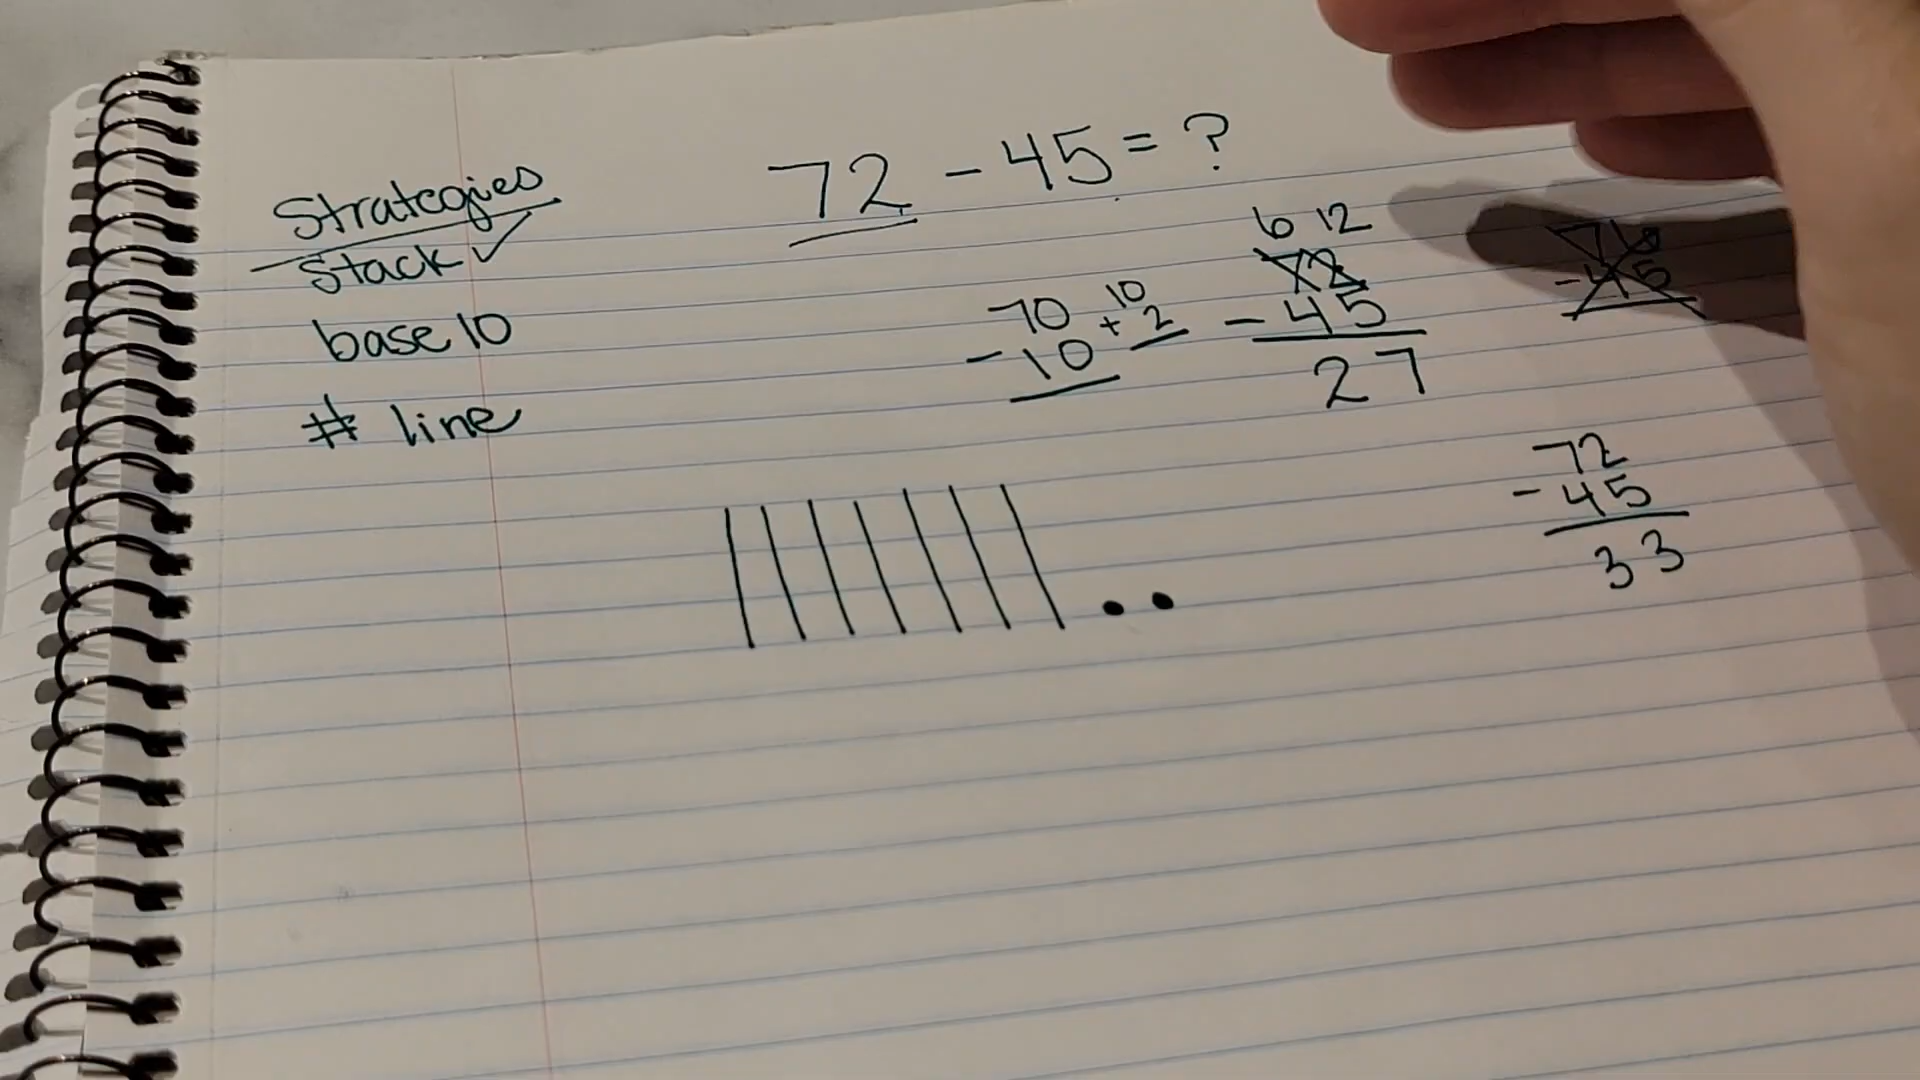 72 - 45 = ?
Strategies
Stack ✓
base 10
# line
70
- 10
10
+ 2
6 12
72
- 45
27
- 45
72
- 45
33